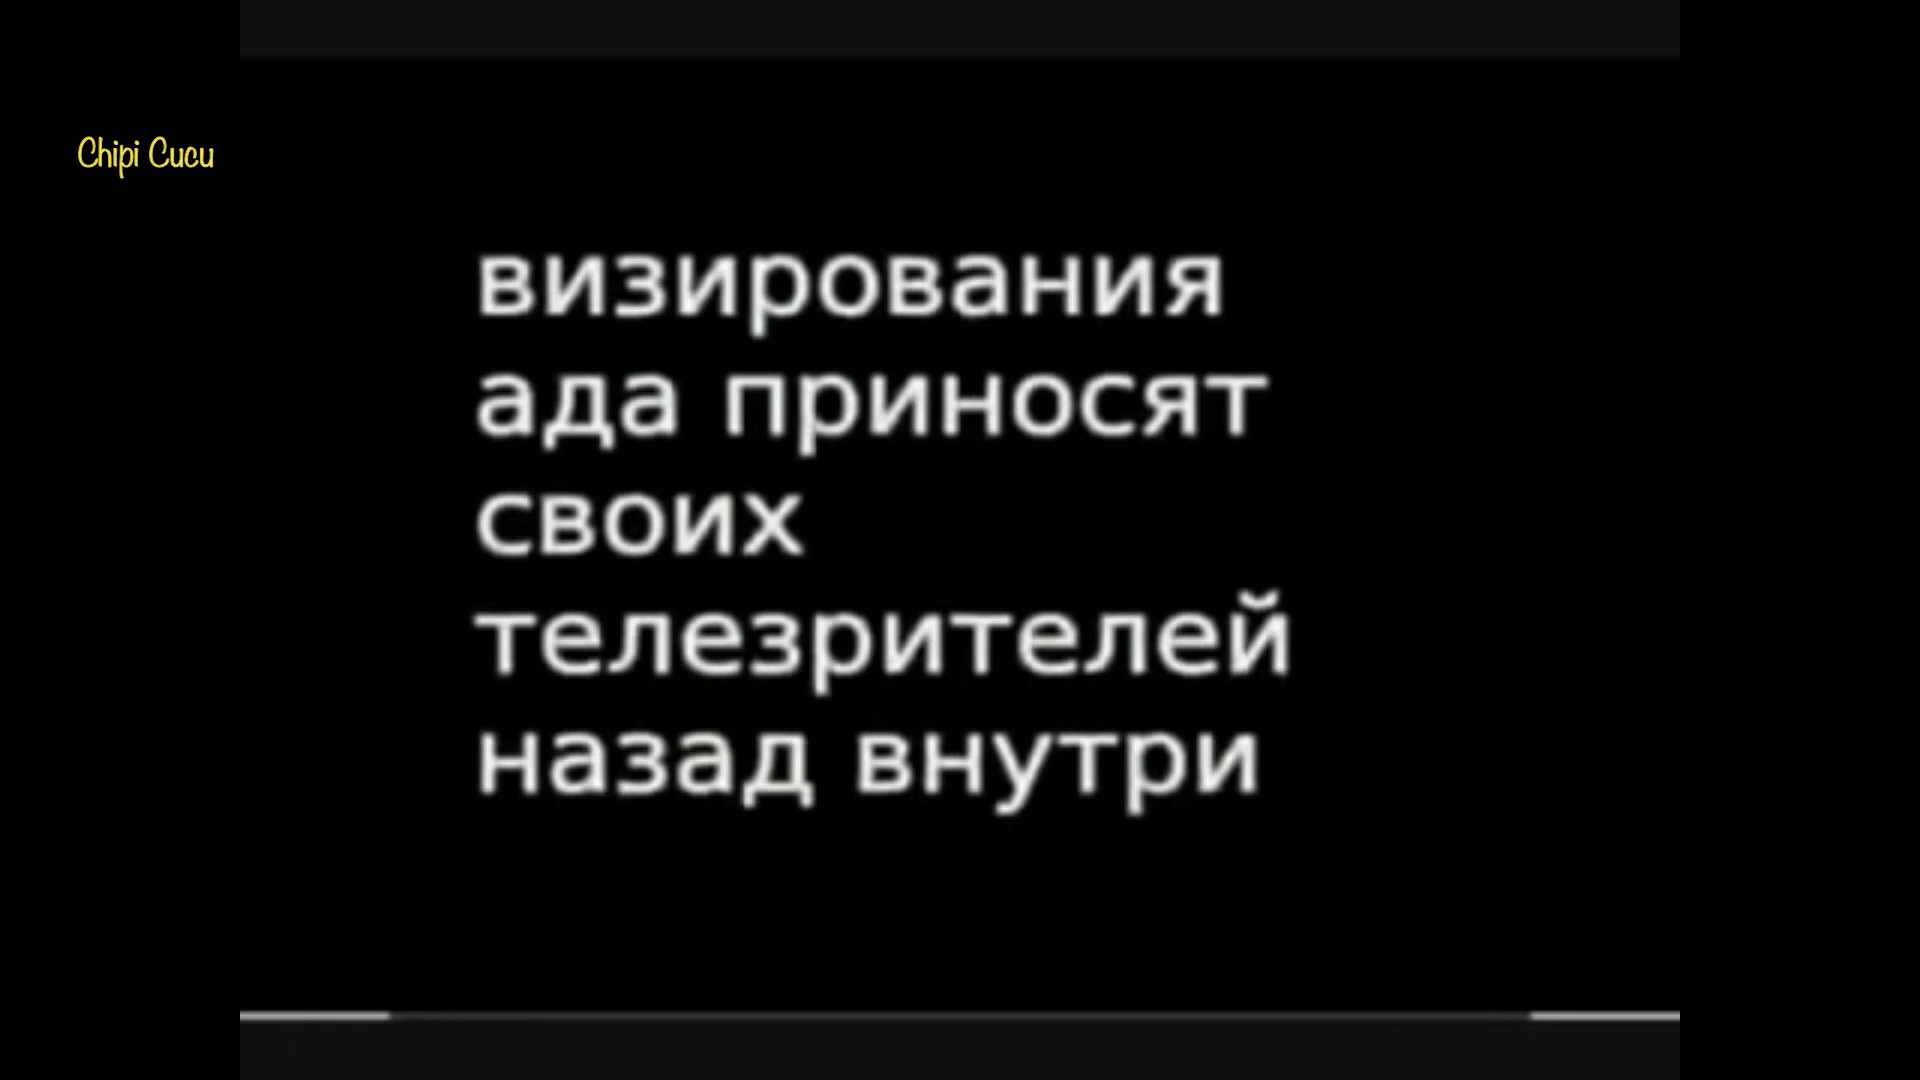 Chipi Cucu
визирования
ада приносят
своих
телезрителей
назад внутри